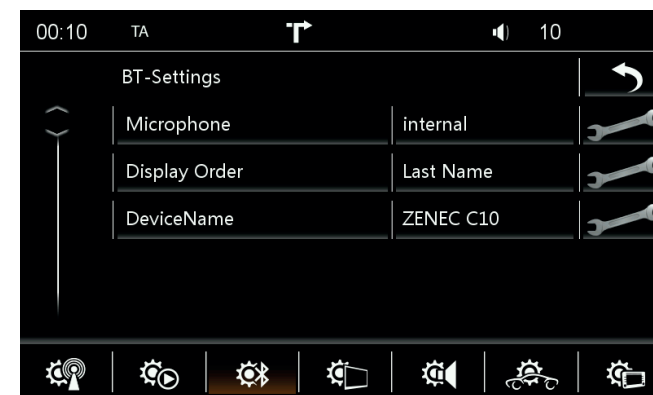 00:10 TA 10
BT-Settings
Microphone internal
Display Order Last Name
DeviceName ZENEC C10